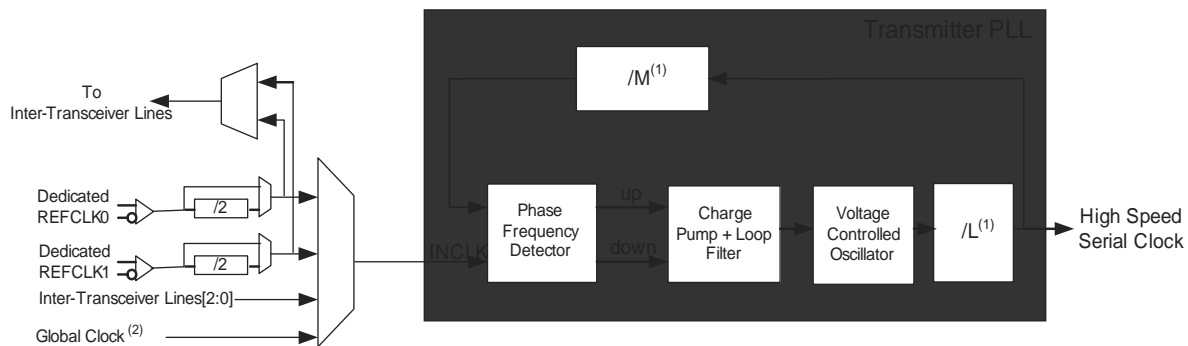 Transmitter PLL
/M(1)
To
Inter-Transceiver Lines
Dedicated
REFCLK0
/2
Dedicated
REFCLK1
/2
Inter-Transceiver Lines[2:0]
Global Clock (2)
INCLK
Phase
Frequency
Detector
up
down
Charge
Pump + Loop
Filter
Voltage
Controlled
Oscillator
/L(1)
High Speed
Serial Clock